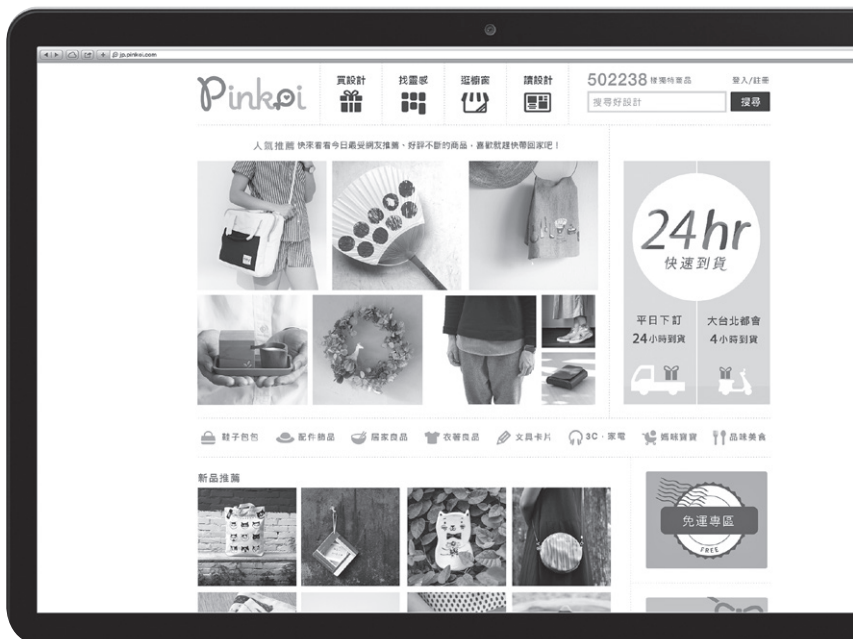 jp.pinkoi.com
Pinkoi
買設計
找靈感
逛櫥窗
讀設計
502238 樣獨特商品
登入/註冊
搜尋好設計
搜尋
人氣推薦 快來看看今日最受網友推薦、好評不斷的商品，喜歡就趕快帶回家吧！
24hr
快速到貨
平日下訂
24小時到貨
大台北都會
4小時到貨
鞋子包包
配件飾品
居家良品
衣著良品
文具卡片
3C・家電
媽咪寶貝
品味美食
新品推薦
免運專區
FREE